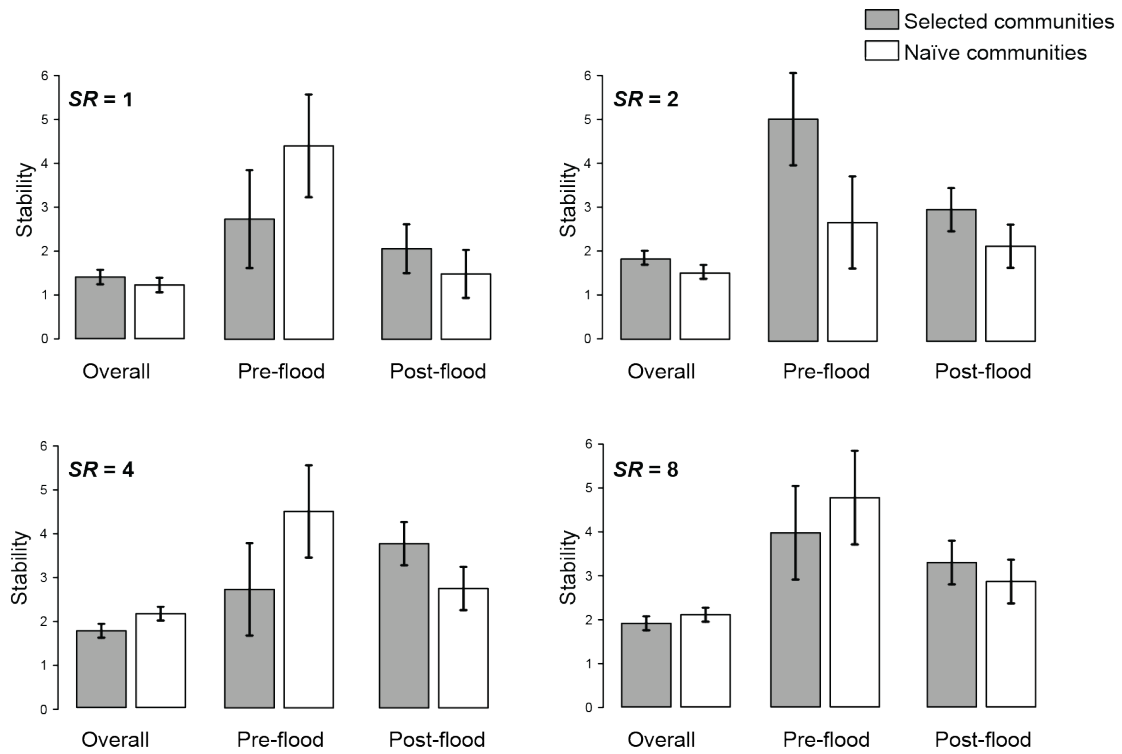 Selected communities
Naïve communities
SR = 1
Stability
6
5
4
3
2
1
0
Overall Pre-flood Post-flood
SR = 2
Stability
6
5
4
3
2
1
0
Overall Pre-flood Post-flood
SR = 4
Stability
6
5
4
3
2
1
0
Overall Pre-flood Post-flood
SR = 8
Stability
6
5
4
3
2
1
0
Overall Pre-flood Post-flood